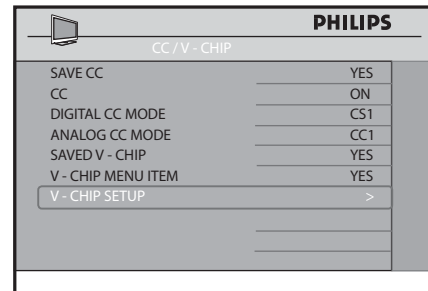 PHILIPS
CC / V - CHIP
SAVE CC YES
CC ON
DIGITAL CC MODE CS1
ANALOG CC MODE CC1
SAVED V - CHIP YES
V - CHIP MENU ITEM YES
V - CHIP SETUP >